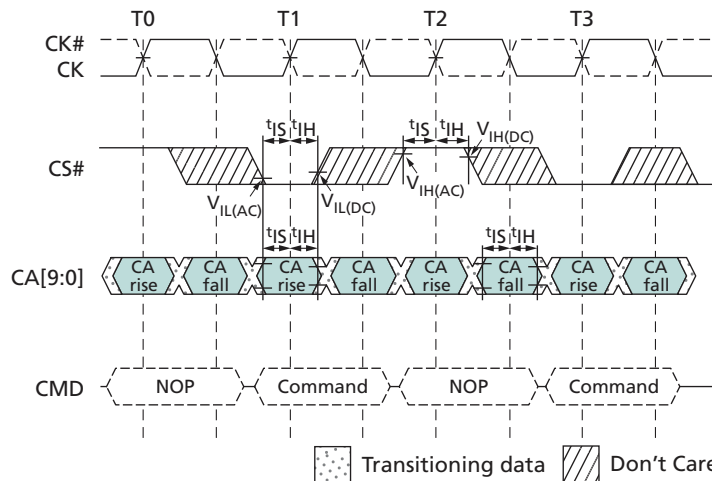 T0 T1 T2 T3
CK#
CK
tIS tIH tIS tIH
VIH(DC)
CS#
VIL(AC) VIL(DC) VIH(AC)
tIS tIH tIS tIH
CA[9:0] CA rise CA fall CA rise CA fall CA rise CA fall CA rise CA fall
CMD NOP Command NOP Command
Transitioning data Don't Care